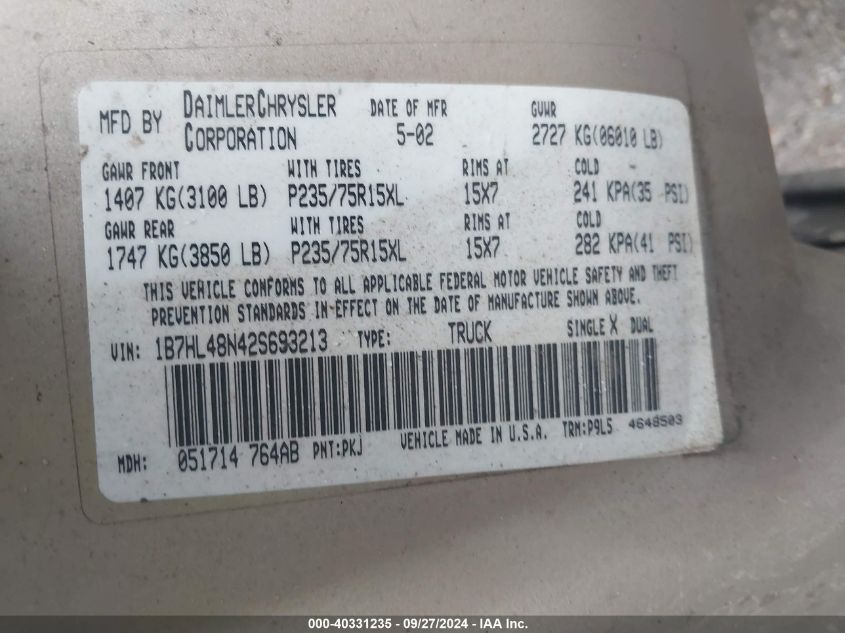 MFD BY DAIMLERCHRYSLER CORPORATION DATE OF MFR 5-02 GVWR 2727 KG(06010 LB)
GAWR FRONT WITH TIRES RIMS AT COLD
1407 KG(3100 LB) P235/75R15XL 15X7 241 KPA(35 PSI)
GAWR REAR WITH TIRES RIMS AT COLD
1747 KG(3850 LB) P235/75R15XL 15X7 282 KPA(41 PSI)
THIS VEHICLE CONFORMS TO ALL APPLICABLE FEDERAL MOTOR VEHICLE SAFETY AND THEFT
PREVENTION STANDARDS IN EFFECT ON THE DATE OF MANUFACTURE SHOWN ABOVE.
VIN: 1B7HL48N42S693213 TYPE: TRUCK SINGLE X DUAL
MDH: 051714 764AB PNT:PKJ VEHICLE MADE IN U.S.A. TRM:P9L5 4648503
000-40331235 - 09/27/2024 - IAA Inc.